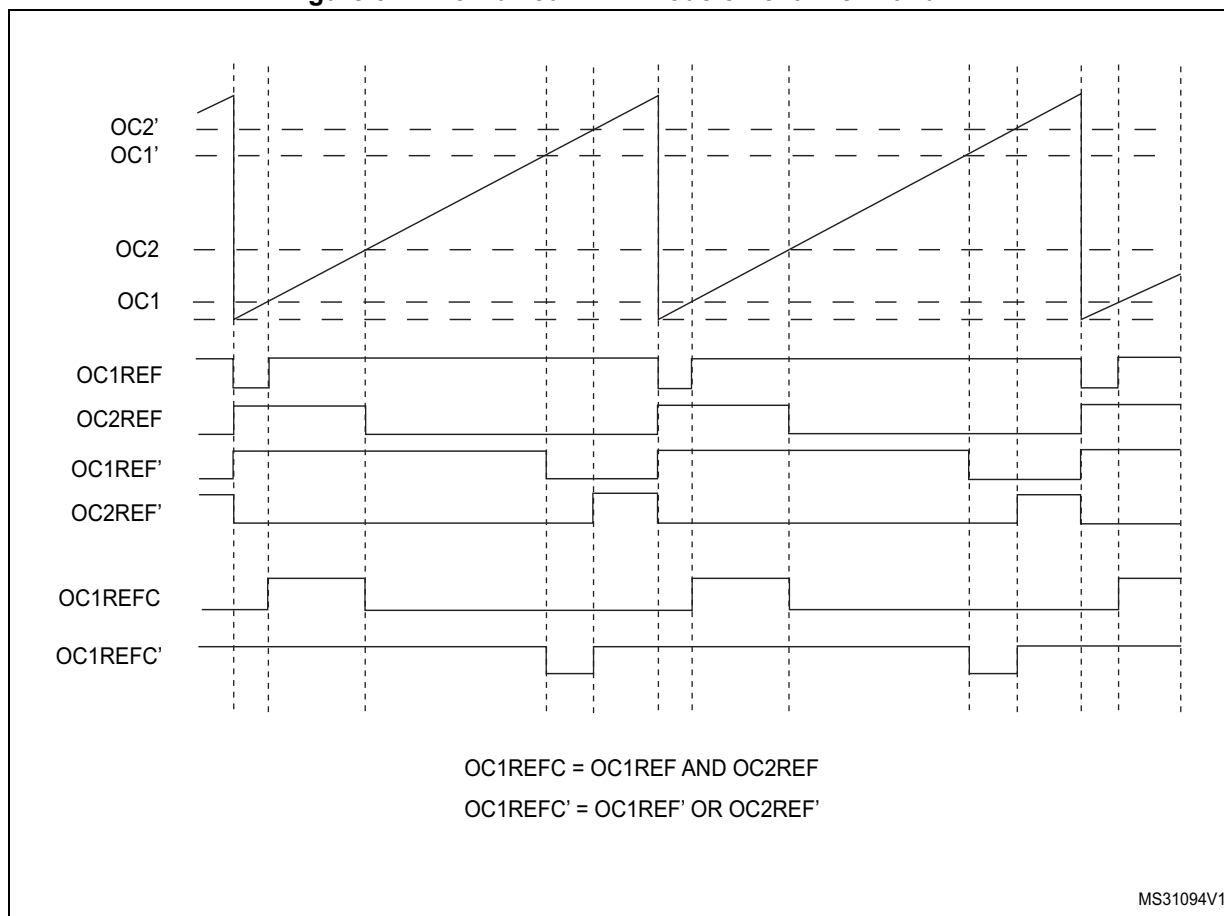 OC2’
OC1’
OC2
OC1
OC1REF
OC2REF
OC1REF’
OC2REF’
OC1REFC
OC1REFC’
OC1REFC = OC1REF AND OC2REF
OC1REFC’ = OC1REF’ OR OC2REF’
MS31094V1